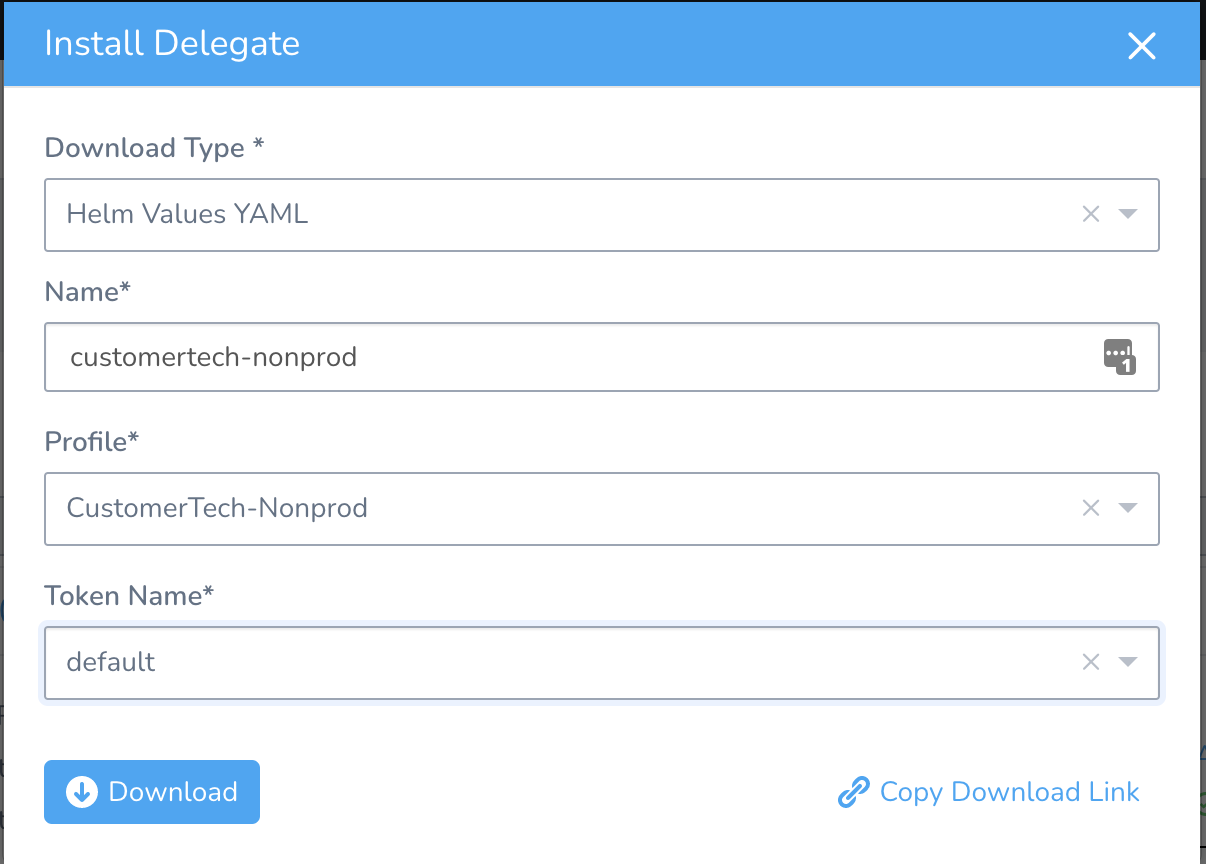 Install Delegate
Download Type *
Helm Values YAML
Name*
customertech-nonprod
1
Profile*
CustomerTech-Nonprod
Token Name*
default
Download
Copy Download Link